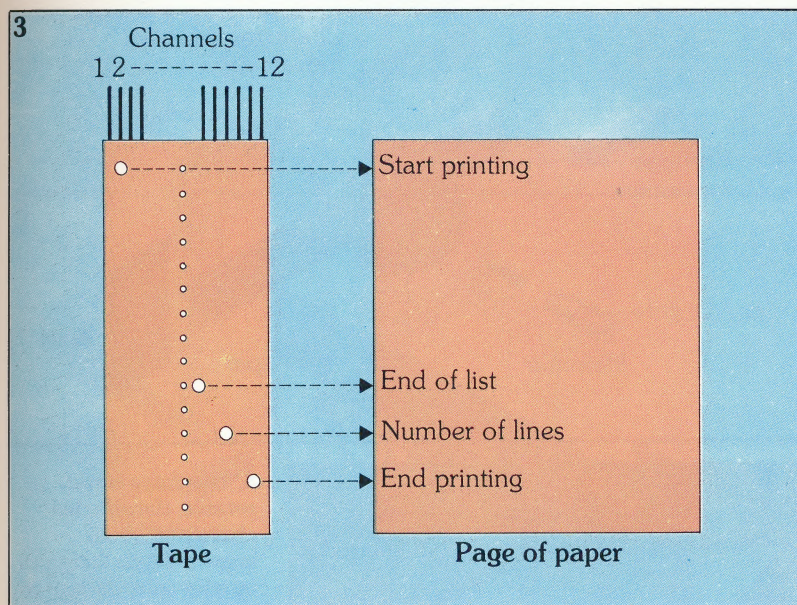 3
Channels
1 2 ---------- 12
Start printing
End of list
Number of lines
End printing
Tape
Page of paper